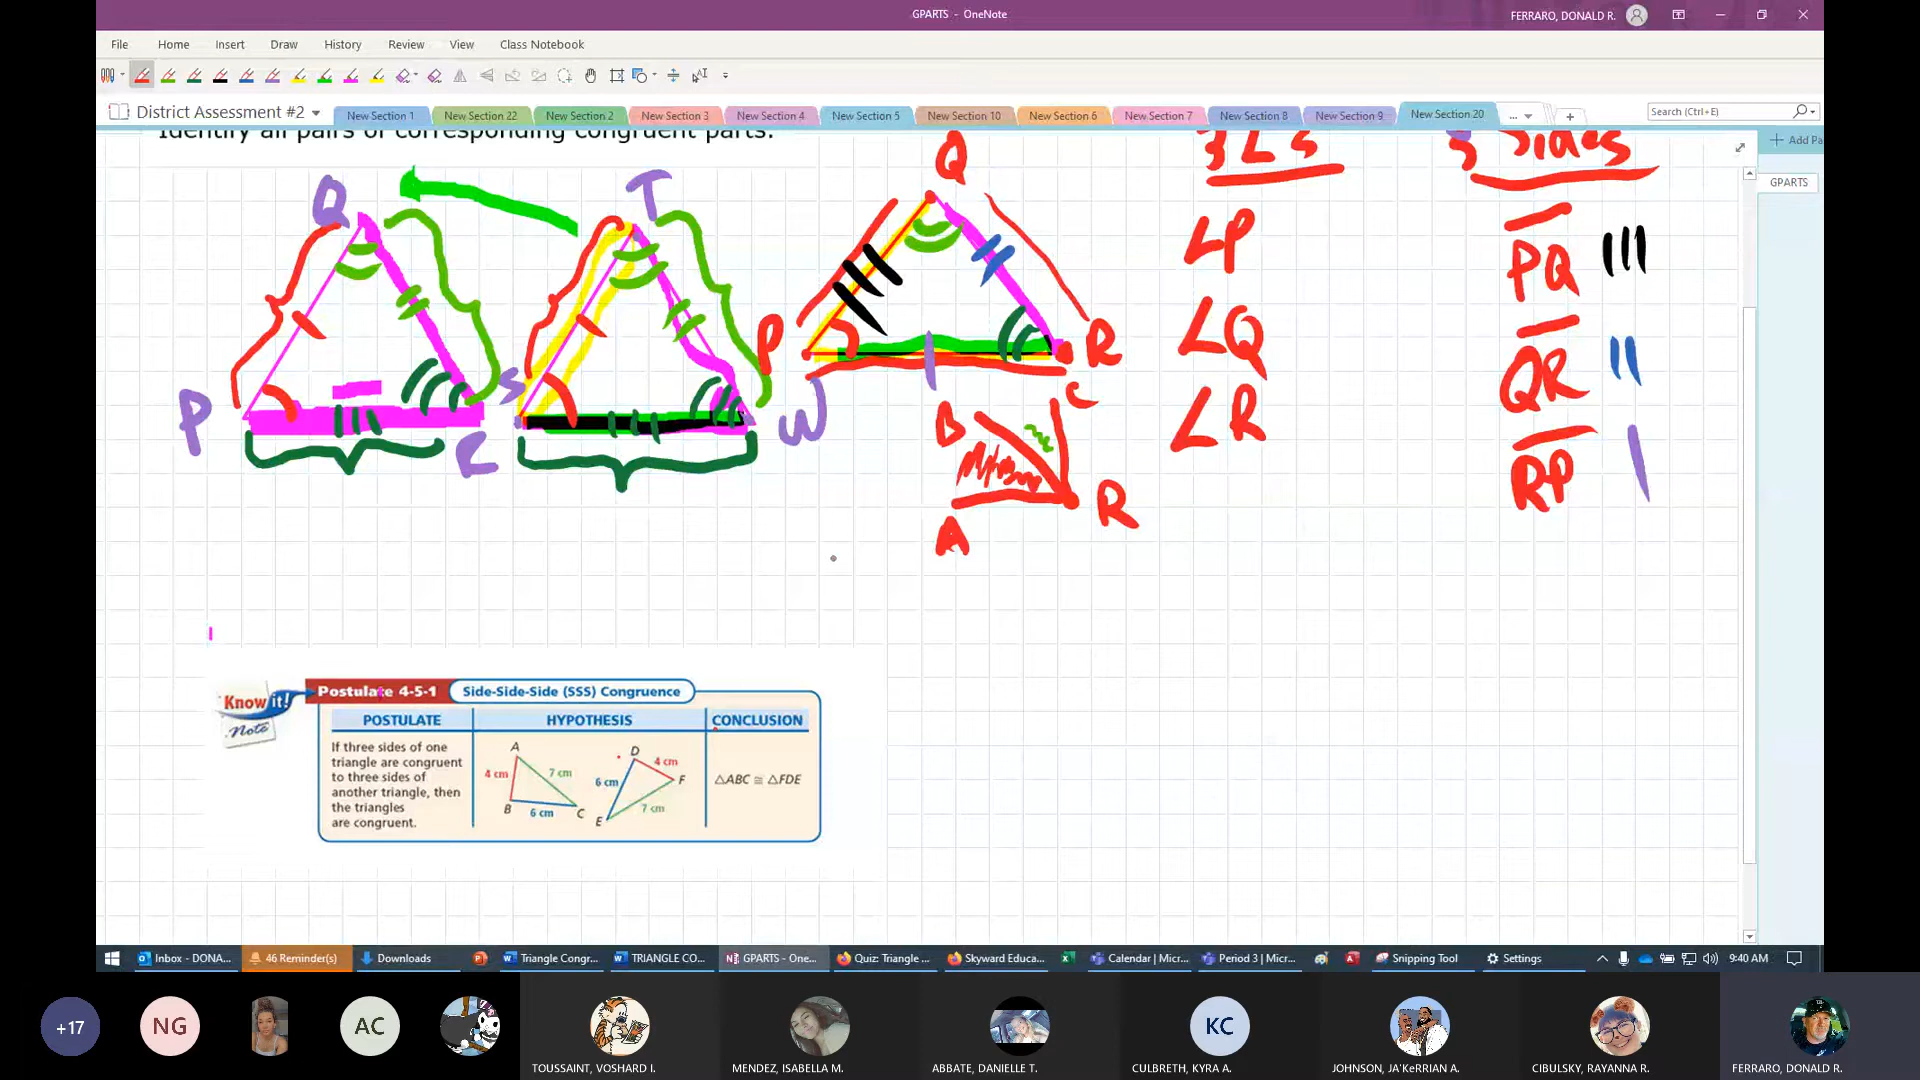 GPARTS - OneNote
FERRARO, DONALD R.
File Home Insert Draw History Review View Class Notebook
District Assessment #2
New Section 1 New Section 22 New Section 2 New Section 3 New Section 4 New Section 5 New Section 10 New Section 6 New Section 7 New Section 8 New Section 9 New Section 20 ...
Search (Ctrl+E)
Add Pa
GPARTS
Identify all pairs of corresponding congruent parts.
Q
T
Q
3 ∠s
3 Sides
P
R
S
W
P
R
∠P
∠Q
∠R
PQ
QR
RP
B
C
A
R
Know it!
Note
Postulate 4-5-1 Side-Side-Side (SSS) Congruence
POSTULATE HYPOTHESIS CONCLUSION
If three sides of one
triangle are congruent
to three sides of
another triangle, then
the triangles
are congruent.
A
4 cm 7 cm
B 6 cm C
D
4 cm
6 cm F
7 cm
E
△ABC ≅ △FDE
Inbox - DONA...
46 Reminder(s)
Downloads
Triangle Congr...
TRIANGLE CO...
GPARTS - One...
Quiz: Triangle ...
Skyward Educa...
Calendar | Micr...
Period 3 | Micr...
Snipping Tool
Settings
9:40 AM
+17
NG
AC
KC
TOUSSAINT, VOSHARD I.
MENDEZ, ISABELLA M.
ABBATE, DANIELLE T.
CULBRETH, KYRA A.
JOHNSON, JA'KeRRIAN A.
CIBULSKY, RAYANNA R.
FERRARO, DONALD R.